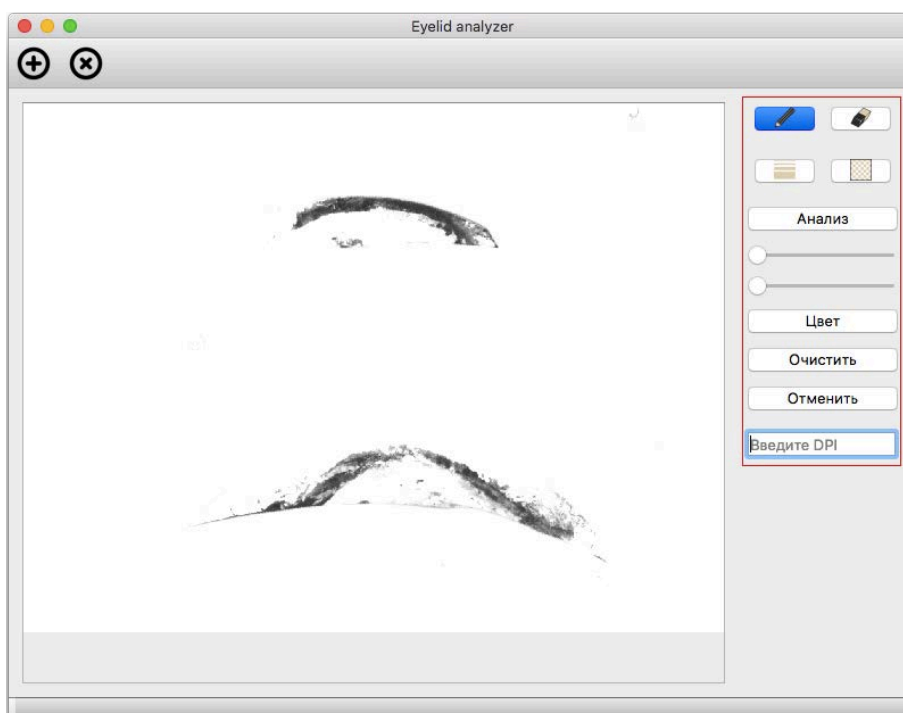 Eyelid analyzer
Анализ
Цвет
Очистить
Отменить
Введите DPI